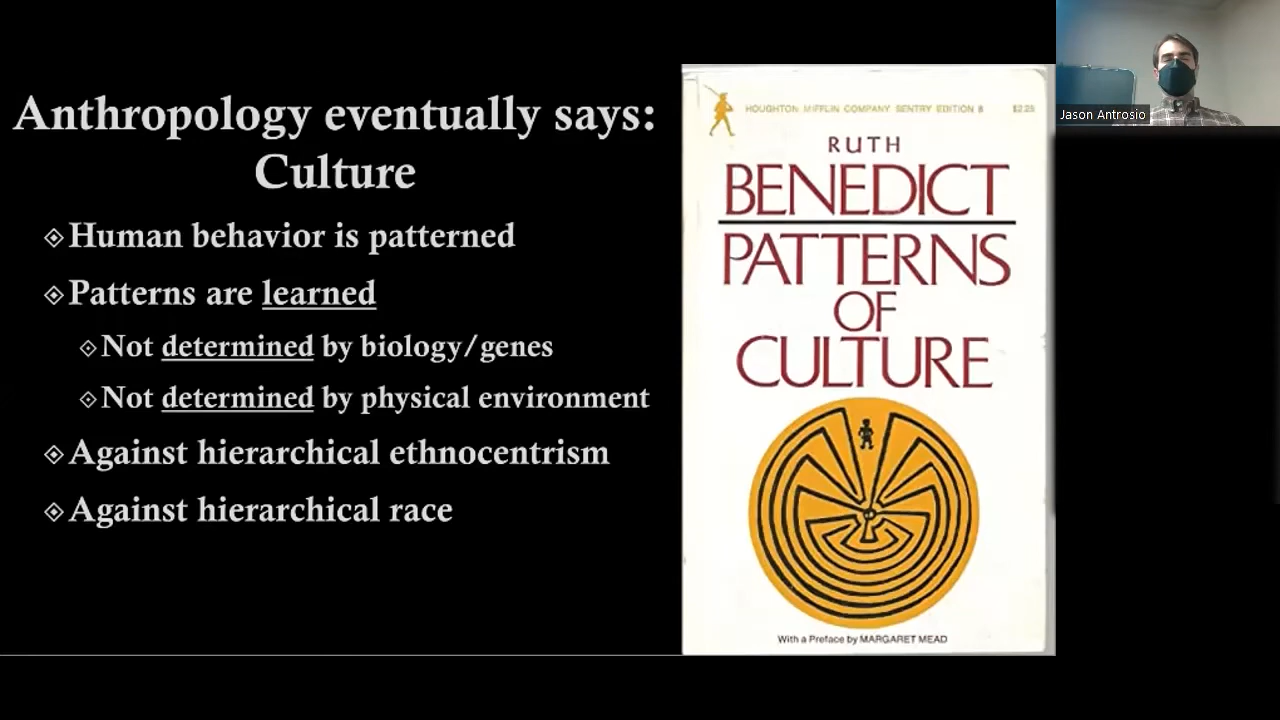 Anthropology eventually says:
Culture
Human behavior is patterned
Patterns are learned
Not determined by biology/genes
Not determined by physical environment
Against hierarchical ethnocentrism
Against hierarchical race
HOUGHTON MIFFLIN COMPANY SENTRY EDITION 8 $2.25
RUTH
BENEDICT
PATTERNS
OF
CULTURE
With a Preface by MARGARET MEAD
Jason Antrosio